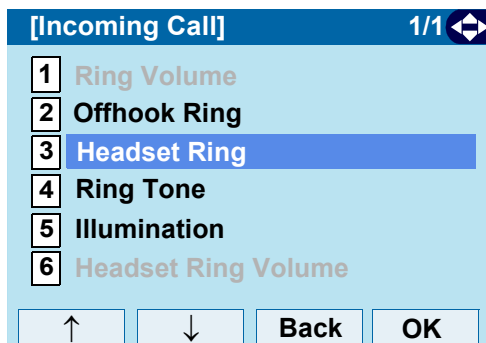 [Incoming Call] 1/1
1 Ring Volume
2 Offhook Ring
3 Headset Ring
4 Ring Tone
5 Illumination
6 Headset Ring Volume
↑ ↓ Back OK